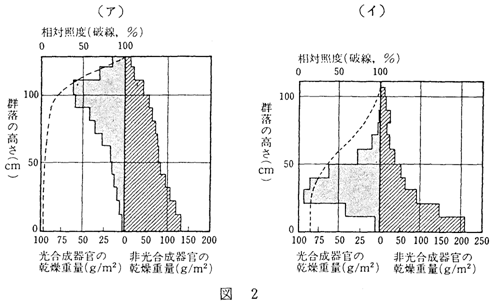 (ア)
相対照度(破線, %)
0 50 100
群落の高さ(cm)
100
50
0
100 75 50 25 0 50 100 150 200
光合成器官の
乾燥重量(g/m²)
非光合成器官の
乾燥重量(g/m²)
(イ)
相対照度(破線, %)
0 50 100
群落の高さ(cm)
100
50
0
100 75 50 25 0 50 100 150 200 250
光合成器官の
乾燥重量(g/m²)
非光合成器官の
乾燥重量(g/m²)
図 2